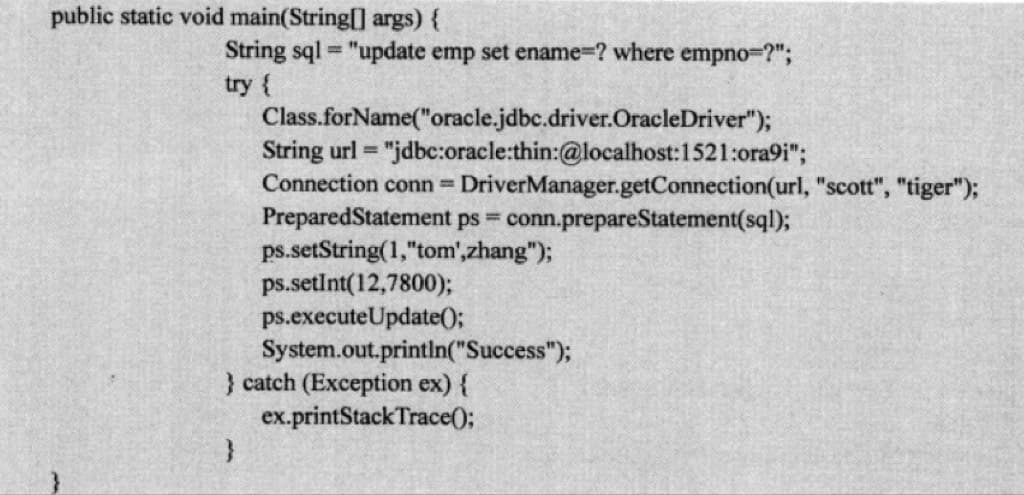 public static void main(String[] args) {
String sql = "update emp set ename=? where empno=?";
try {
Class.forName("oracle.jdbc.driver.OracleDriver");
String url = "jdbc:oracle:thin:@localhost:1521:ora9i";
Connection conn = DriverManager.getConnection(url, "scott", "tiger");
PreparedStatement ps = conn.prepareStatement(sql);
ps.setString(1,"tom',zhang");
ps.setInt(12,7800);
ps.executeUpdate();
System.out.println("Success");
} catch (Exception ex) {
ex.printStackTrace();
}
}